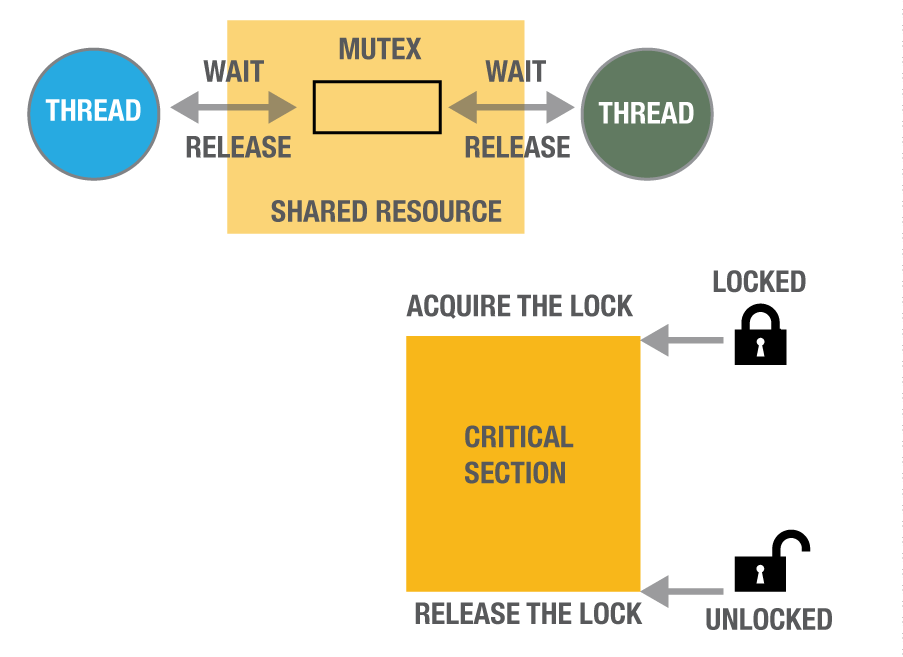 MUTEX
WAIT
WAIT
THREAD
THREAD
RELEASE
RELEASE
SHARED RESOURCE
LOCKED
ACQUIRE THE LOCK
CRITICAL
SECTION
RELEASE THE LOCK
UNLOCKED